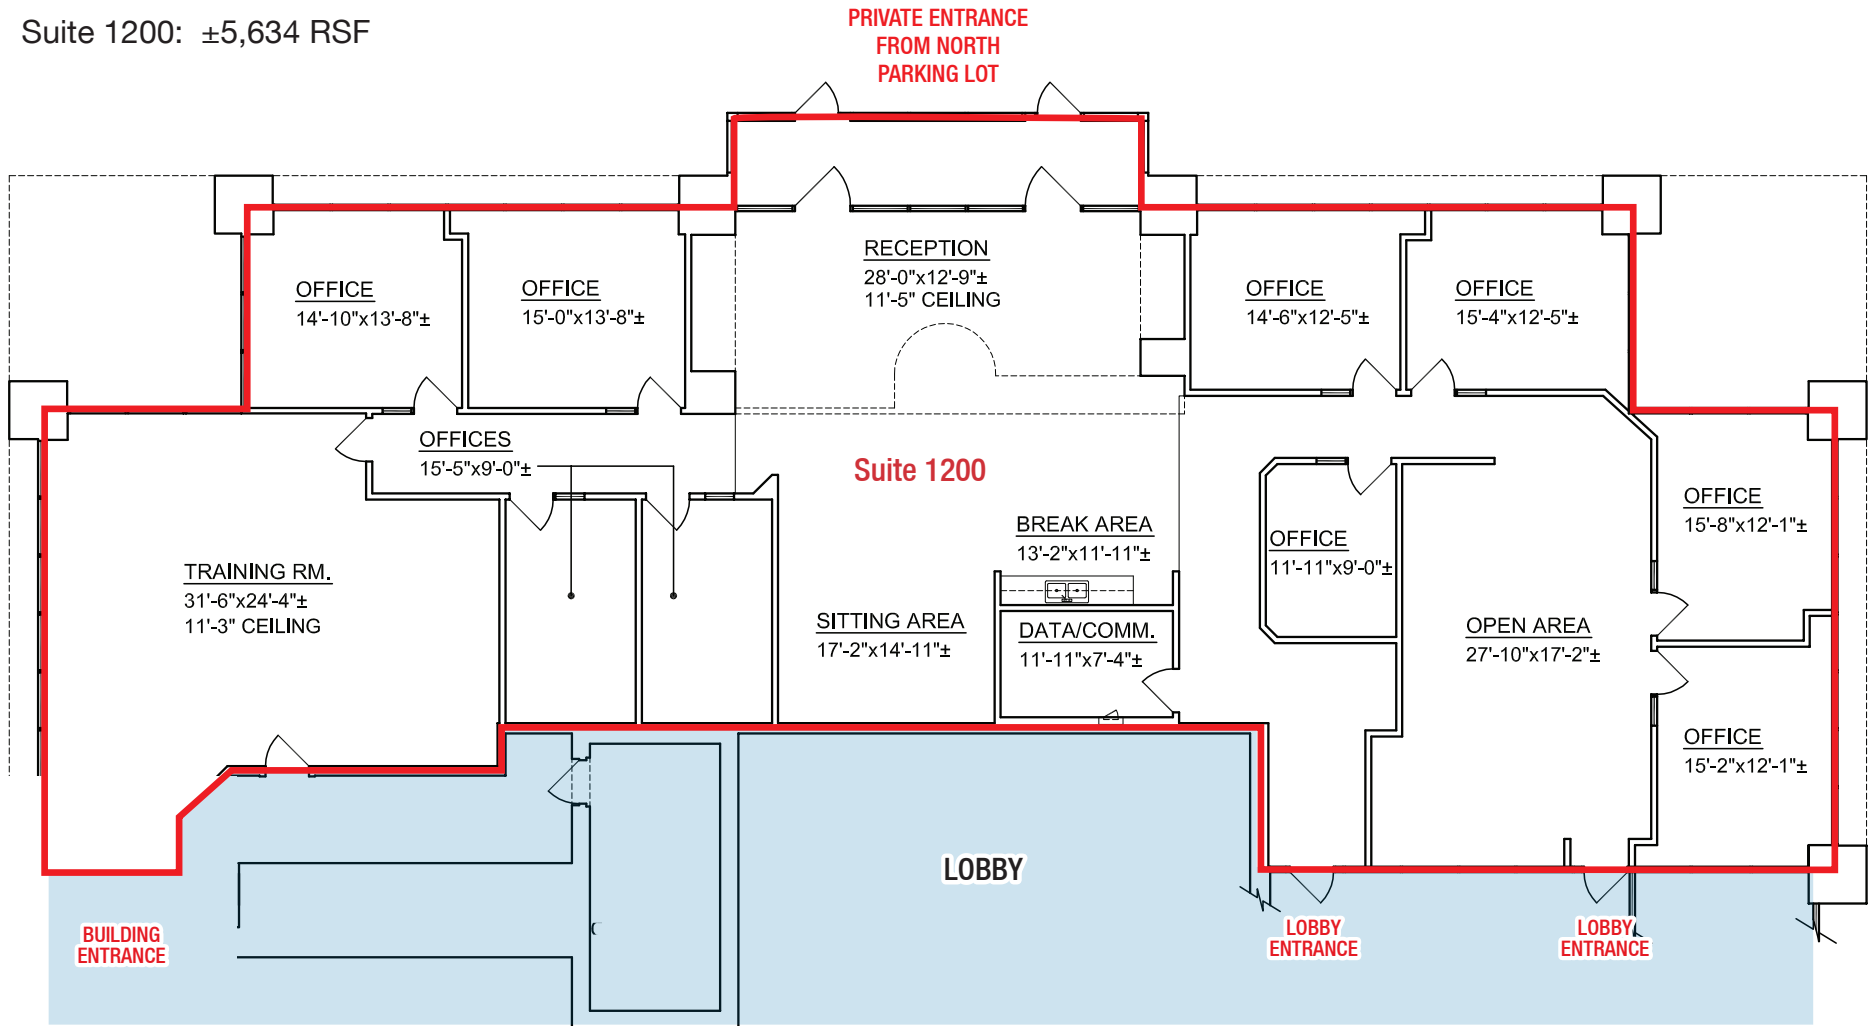 Suite 1200: ±5,634 RSF
PRIVATE ENTRANCE
FROM NORTH
PARKING LOT
OFFICE
14'-10"x13'-8"±
OFFICE
15'-0"x13'-8"±
RECEPTION
28'-0"x12'-9"±
11'-5" CEILING
OFFICE
14'-6"x12'-5"±
OFFICE
15'-4"x12'-5"±
OFFICES
15'-5"x9'-0"±
Suite 1200
BREAK AREA
13'-2"x11'-11"±
OFFICE
11'-11"x9'-0"±
OFFICE
15'-8"x12'-1"±
TRAINING RM.
31'-6"x24'-4"±
11'-3" CEILING
SITTING AREA
17'-2"x14'-11"±
DATA/COMM.
11'-11"x7'-4"±
OPEN AREA
27'-10"x17'-2"±
OFFICE
15'-2"x12'-1"±
LOBBY
BUILDING
ENTRANCE
LOBBY
ENTRANCE
LOBBY
ENTRANCE